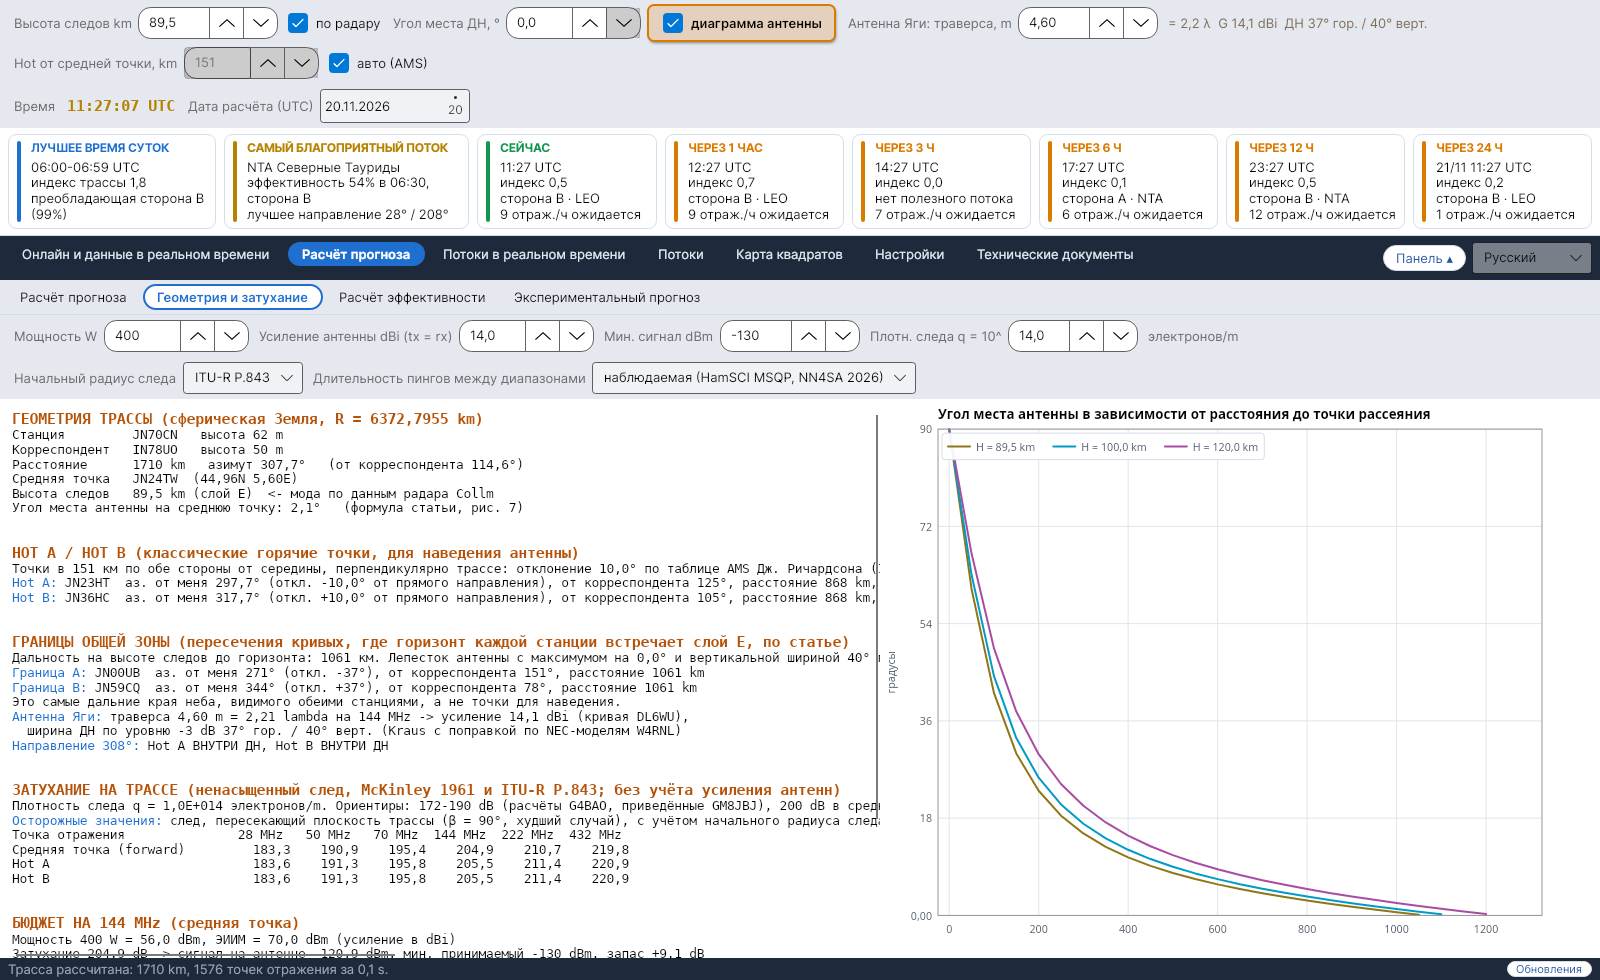 Высота следов km 89,5 по радару Угол места ДН, ° 0,0 диаграмма антенны Антенна Яги: траверса, m 4,60 = 2,2 λ G 14,1 dBi ДН 37° гор. / 40° верт.
Hot от средней точки, km 151 авто (AMS)
Время 11:27:07 UTC Дата расчёта (UTC) 20.11.2026 20
ЛУЧШЕЕ ВРЕМЯ СУТОК
06:00-06:59 UTC
индекс трассы 1,8
преобладающая сторона B
(99%)
САМЫЙ БЛАГОПРИЯТНЫЙ ПОТОК
NTA Северные Тауриды
эффективность 54% в 06:30,
сторона B
лучшее направление 28° / 208°
СЕЙЧАС
11:27 UTC
индекс 0,5
сторона B · LEO
9 отраж./ч ожидается
ЧЕРЕЗ 1 ЧАС
12:27 UTC
индекс 0,7
сторона B · LEO
9 отраж./ч ожидается
ЧЕРЕЗ 3 Ч
14:27 UTC
индекс 0,0
нет полезного потока
7 отраж./ч ожидается
ЧЕРЕЗ 6 Ч
17:27 UTC
индекс 0,1
сторона A · NTA
6 отраж./ч ожидается
ЧЕРЕЗ 12 Ч
23:27 UTC
индекс 0,5
сторона B · NTA
12 отраж./ч ожидается
ЧЕРЕЗ 24 Ч
21/11 11:27 UTC
индекс 0,2
сторона B · LEO
1 отраж./ч ожидается
Онлайн и данные в реальном времени Расчёт прогноза Потоки в реальном времени Потоки Карта квадратов Настройки Технические документы Панель ▴ Русский
Расчёт прогноза Геометрия и затухание Расчёт эффективности Экспериментальный прогноз
Мощность W 400 Усиление антенны dBi (tx = rx) 14,0 Мин. сигнал dBm -130 Плотн. следа q = 10^ 14,0 электронов/m
Начальный радиус следа ITU-R P.843 Длительность пингов между диапазонами наблюдаемая (HamSCI MSQP, NN4SA 2026)
ГЕОМЕТРИЯ ТРАССЫ (сферическая Земля, R = 6372,7955 km)
Станция JN70CN высота 62 m
Корреспондент IN78UO высота 50 m
Расстояние 1710 km азимут 307,7° (от корреспондента 114,6°)
Средняя точка JN24TW (44,96N 5,60E)
Высота следов 89,5 km (слой E) <- мода по данным радара Collm
Угол места антенны на среднюю точку: 2,1° (формула статьи, рис. 7)
HOT A / HOT B (классические горячие точки, для наведения антенны)
Точки в 151 км по обе стороны от середины, перпендикулярно трассе: отклонение 10,0° по таблице AMS Дж. Ричардсона (
Hot A: JN23HT аз. от меня 297,7° (откл. -10,0° от прямого направления), от корреспондента 125°, расстояние 868 km,
Hot B: JN36HC аз. от меня 317,7° (откл. +10,0° от прямого направления), от корреспондента 105°, расстояние 868 km,
ГРАНИЦЫ ОБЩЕЙ ЗОНЫ (пересечения кривых, где горизонт каждой станции встречает слой E, по статье)
Дальность на высоте следов до горизонта: 1061 км. Лепесток антенны с максимумом на 0,0° и вертикальной шириной 40°
Граница A: JN00UB аз. от меня 271° (откл. -37°), от корреспондента 151°, расстояние 1061 km
Граница B: JN59CQ аз. от меня 344° (откл. +37°), от корреспондента 78°, расстояние 1061 km
Это самые дальние края неба, видимого обеими станциями, а не точки для наведения.
Антенна Яги: траверса 4,60 m = 2,21 lambda на 144 MHz -> усиление 14,1 dBi (кривая DL6WU),
ширина ДН по уровню -3 dB 37° гор. / 40° верт. (Kraus с поправкой по NEC-моделям W4RNL)
Направление 308°: Hot A ВНУТРИ ДН, Hot B ВНУТРИ ДН
ЗАТУХАНИЕ НА ТРАССЕ (ненасыщенный след, McKinley 1961 и ITU-R P.843; без учёта усиления антенн)
Плотность следа q = 1,0E+014 электронов/m. Ориентиры: 172-190 dB (расчёты G4BAO, приведённые GM8JBJ), 200 dB в сред
Осторожные значения: след, пересекающий плоскость трассы (β = 90°, худший случай), с учётом начального радиуса след
Точка отражения 28 MHz 50 MHz 70 MHz 144 MHz 222 MHz 432 MHz
Средняя точка (forward) 183,3 190,9 195,4 204,9 210,7 219,8
Hot A 183,6 191,3 195,8 205,5 211,4 220,9
Hot B 183,6 191,3 195,8 205,5 211,4 220,9
БЮДЖЕТ НА 144 MHz (средняя точка)
Мощность 400 W = 56,0 dBm, ЭИИМ = 70,0 dBm (усиление в dBi)
Затухание 204,9 dB -> сигнал на антенне -120,9 dBm, мин. принимаемый -130 dBm, запас +9,1 dB
Угол места антенны в зависимости от расстояния до точки рассеяния
H = 89,5 km H = 100,0 km H = 120,0 km
градусы
90
72
54
36
18
0,00
0 200 400 600 800 1000 1200
Трасса рассчитана: 1710 km, 1576 точек отражения за 0,1 s. Обновления